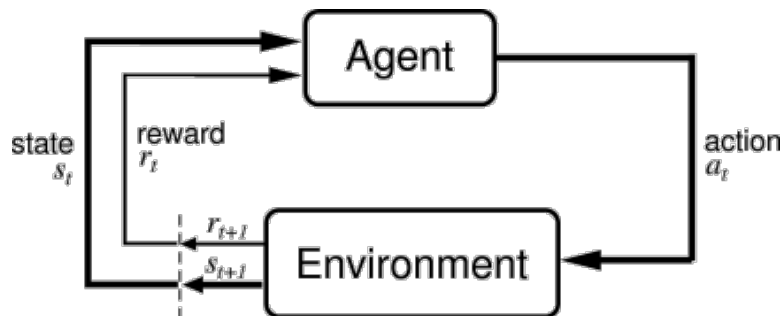 Agent
state
s_t
reward
r_t
action
a_t
r_{t+1}
s_{t+1}
Environment